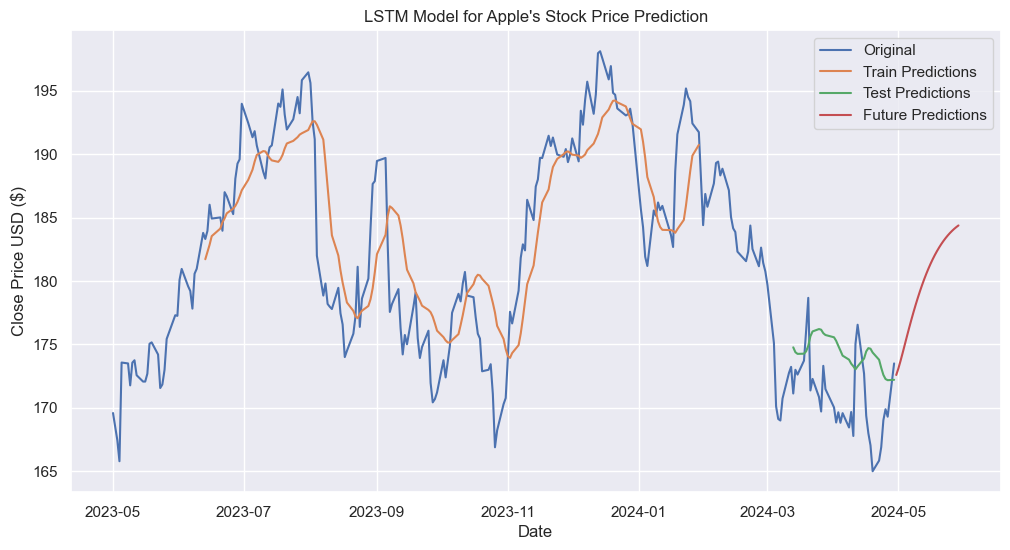 LSTM Model for Apple's Stock Price Prediction
Original
Train Predictions
Test Predictions
Future Predictions
Close Price USD ($)
195
190
185
180
175
170
165
2023-05
2023-07
2023-09
2023-11
2024-01
2024-03
2024-05
Date